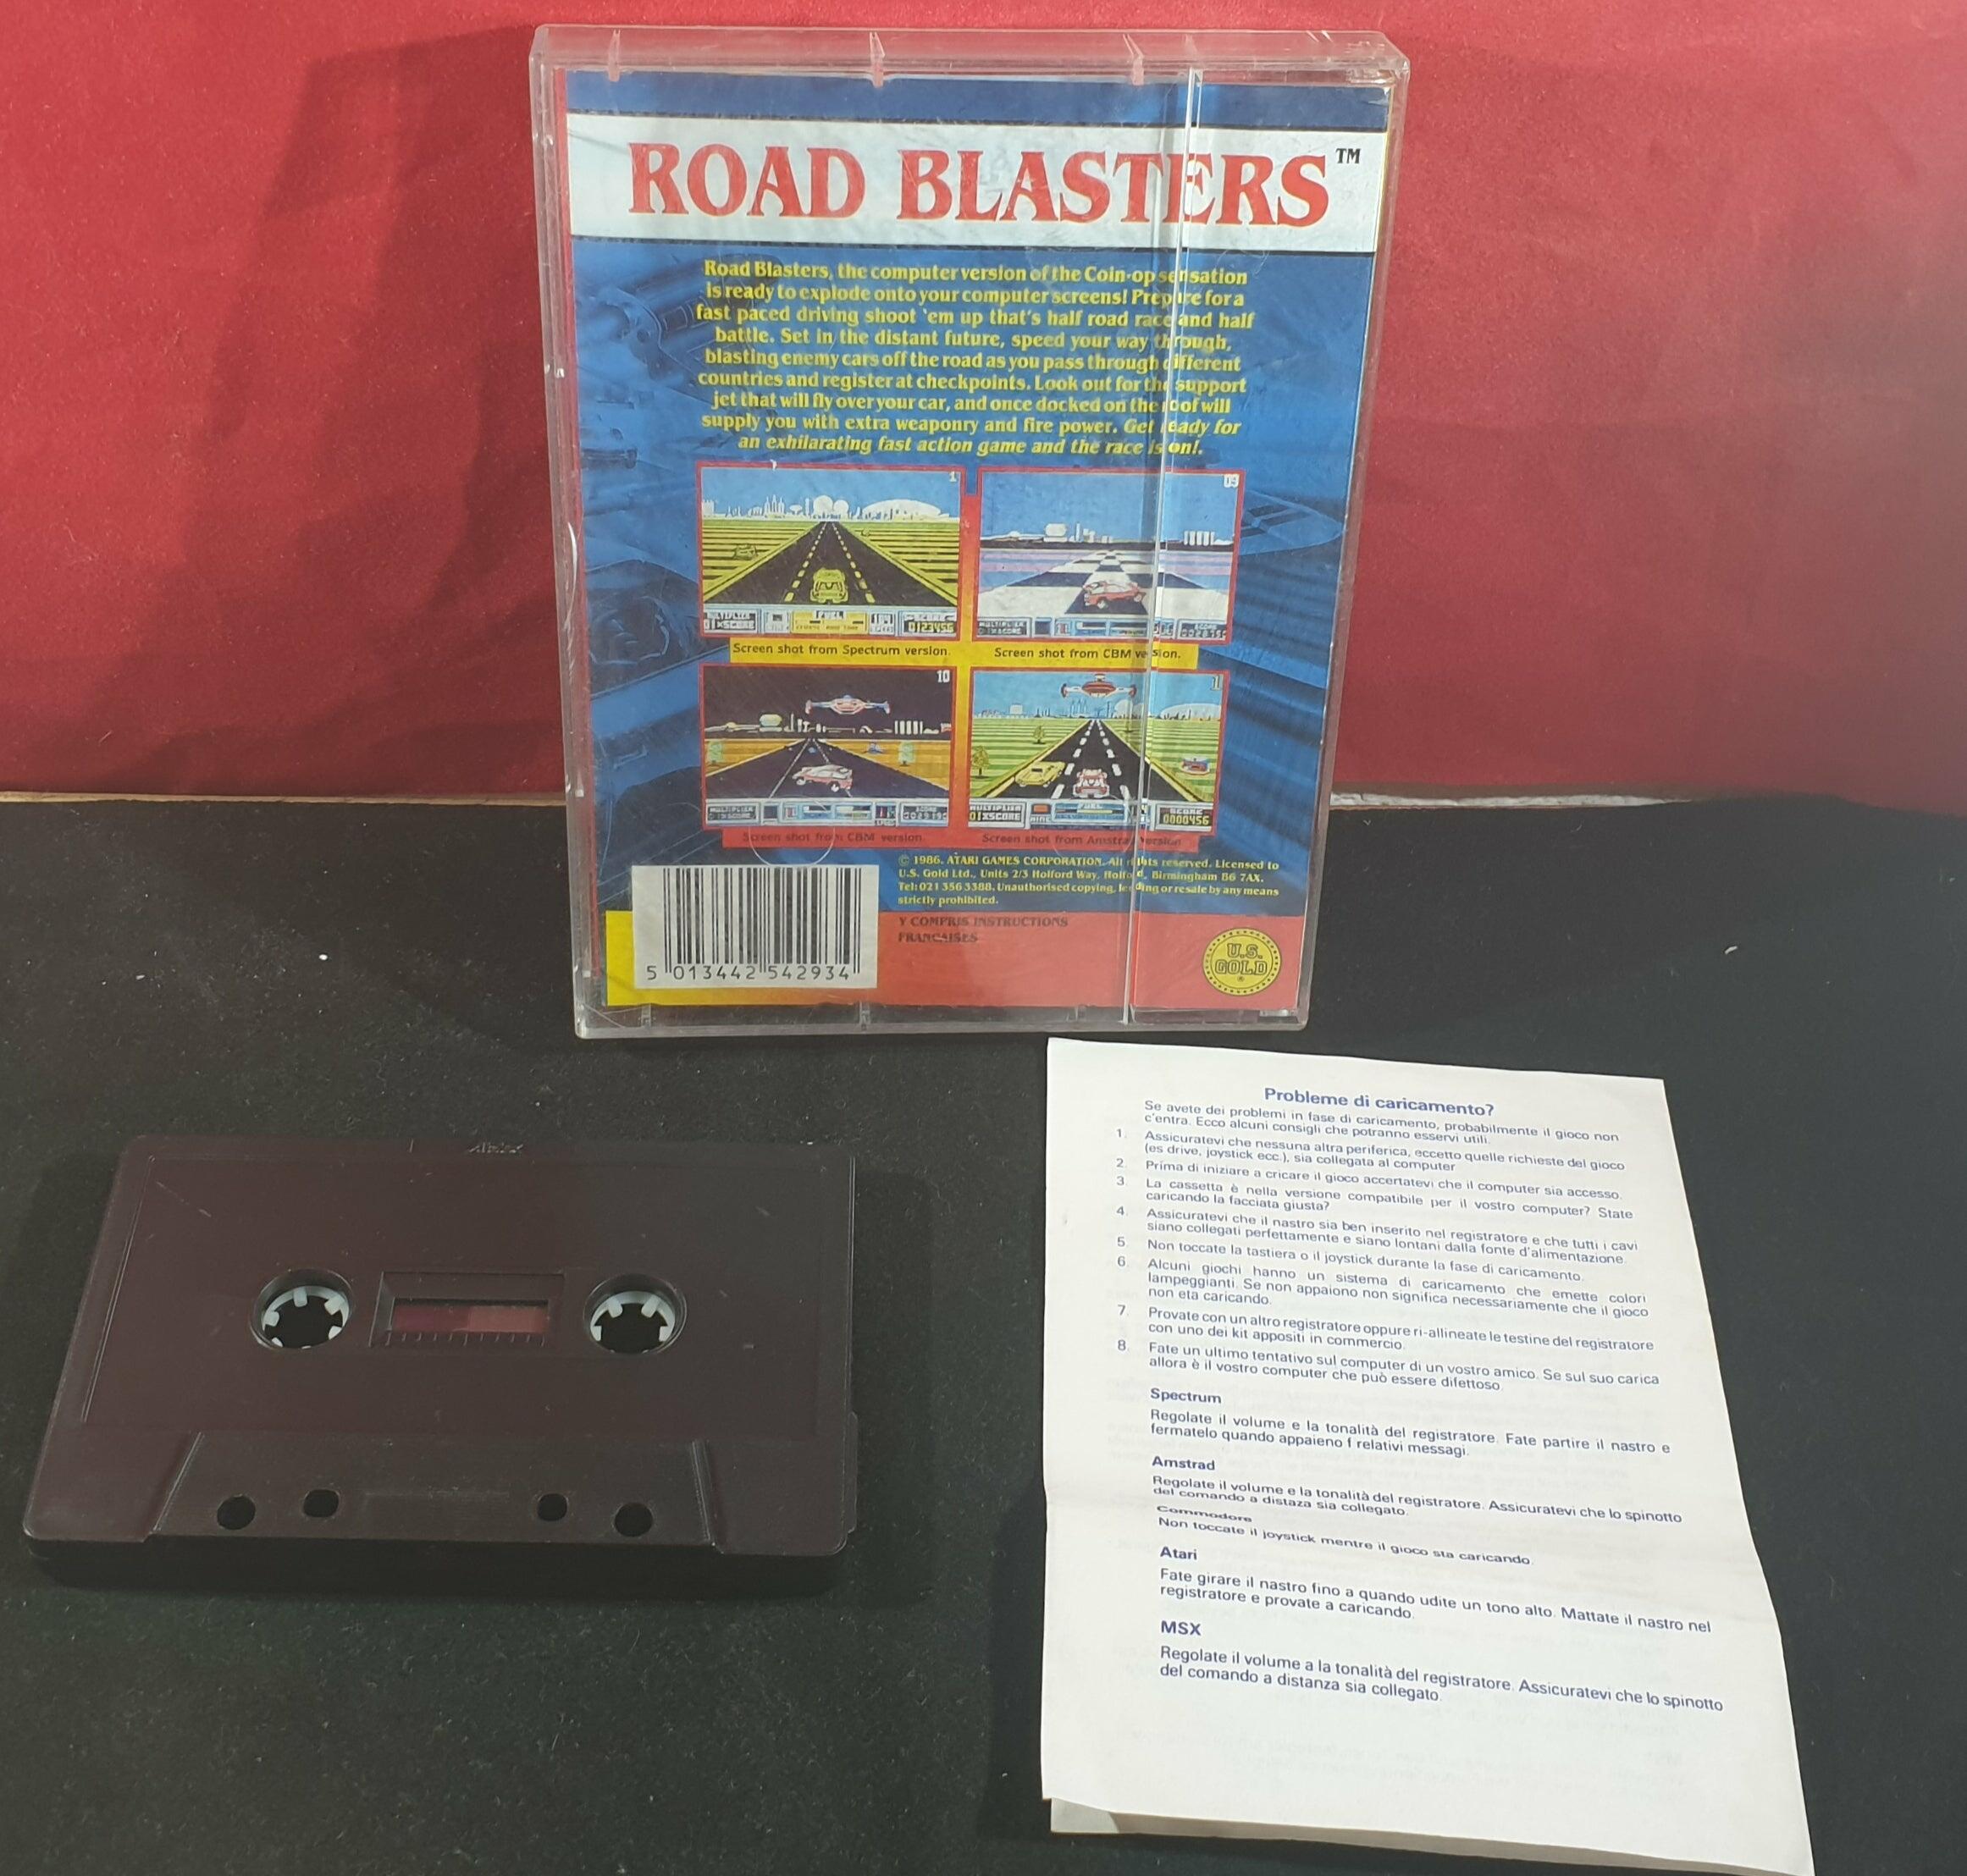 ROAD BLASTERS™
Road Blasters, the computer version of the Coin-op sensation
is ready to explode onto your computer screens! Prepare for a
fast paced driving shoot 'em up that's half road race and half
battle. Set in the distant future, speed your way through,
blasting enemy cars off the road as you pass through different
countries and register at checkpoints. Look out for the support
jet that will fly over your car, and once docked on the roof will
supply you with extra weaponry and fire power. Get ready for
an exhilarating fast action game and the race is on!.
1
MULTIPLIER
01XSCORE
FUEL
SCORE
0123456
Screen shot from Spectrum version.
MULTIPLIER
SCORE
Screen shot from CBM version.
10
MULTIPLIER
SCORE
Screen shot from CBM version.
1
MULTIPLIER
01XSCORE
FUEL
SCORE
0000456
Screen shot from Amstrad version.
© 1986. ATARI GAMES CORPORATION. All rights reserved. Licensed to
U.S. Gold Ltd., Units 2/3 Holford Way, Holford, Birmingham B6 7AX.
Tel: 021 356 3388. Unauthorised copying, lending or resale by any means
strictly prohibited.
Y COMPRIS INSTRUCTIONS
FRANCAISES
5 013442 542934
U.S.
GOLD
®
Probleme di caricamento?
Se avete dei problemi in fase di caricamento, probabilmente il gioco non
c'entra. Ecco alcuni consigli che potranno esservi utili.
1. Assicuratevi che nessuna altra periferica, eccetto quelle richieste del gioco
(es drive, joystick ecc.), sia collegata al computer
2. Prima di iniziare a cricare il gioco accertatevi che il computer sia accesso.
3. La cassetta è nella versione compatibile per il vostro computer? State
caricando la facciata giusta?
4. Assicuratevi che il nastro sia ben inserito nel registratore e che tutti i cavi
siano collegati perfettamente e siano lontani dalla fonte d'alimentazione.
5. Non toccate la tastiera o il joystick durante la fase di caricamento.
6. Alcuni giochi hanno un sistema di caricamento che emette colori
lampeggianti. Se non appaiono non significa necessariamente che il gioco
non eta caricando.
7. Provate con un altro registratore oppure ri-allineate le testine del registratore
con uno dei kit appositi in commercio.
8. Fate un ultimo tentativo sul computer di un vostro amico. Se sul suo carica
allora è il vostro computer che può essere difettoso.
Spectrum
Regolate il volume e la tonalità del registratore. Fate partire il nastro e
fermatelo quando appaieno f relativi messagi.
Amstrad
Regolate il volume e la tonalità del registratore. Assicuratevi che lo spinotto
del comando a distaza sia collegato.
Commodore
Non toccate il joystick mentre il gioco sta caricando.
Atari
Fate girare il nastro fino a quando udite un tono alto. Mattate il nastro nel
registratore e provate a caricando.
MSX
Regolate il volume a la tonalità del registratore. Assicuratevi che lo spinotto
del comando a distanza sia collegato.